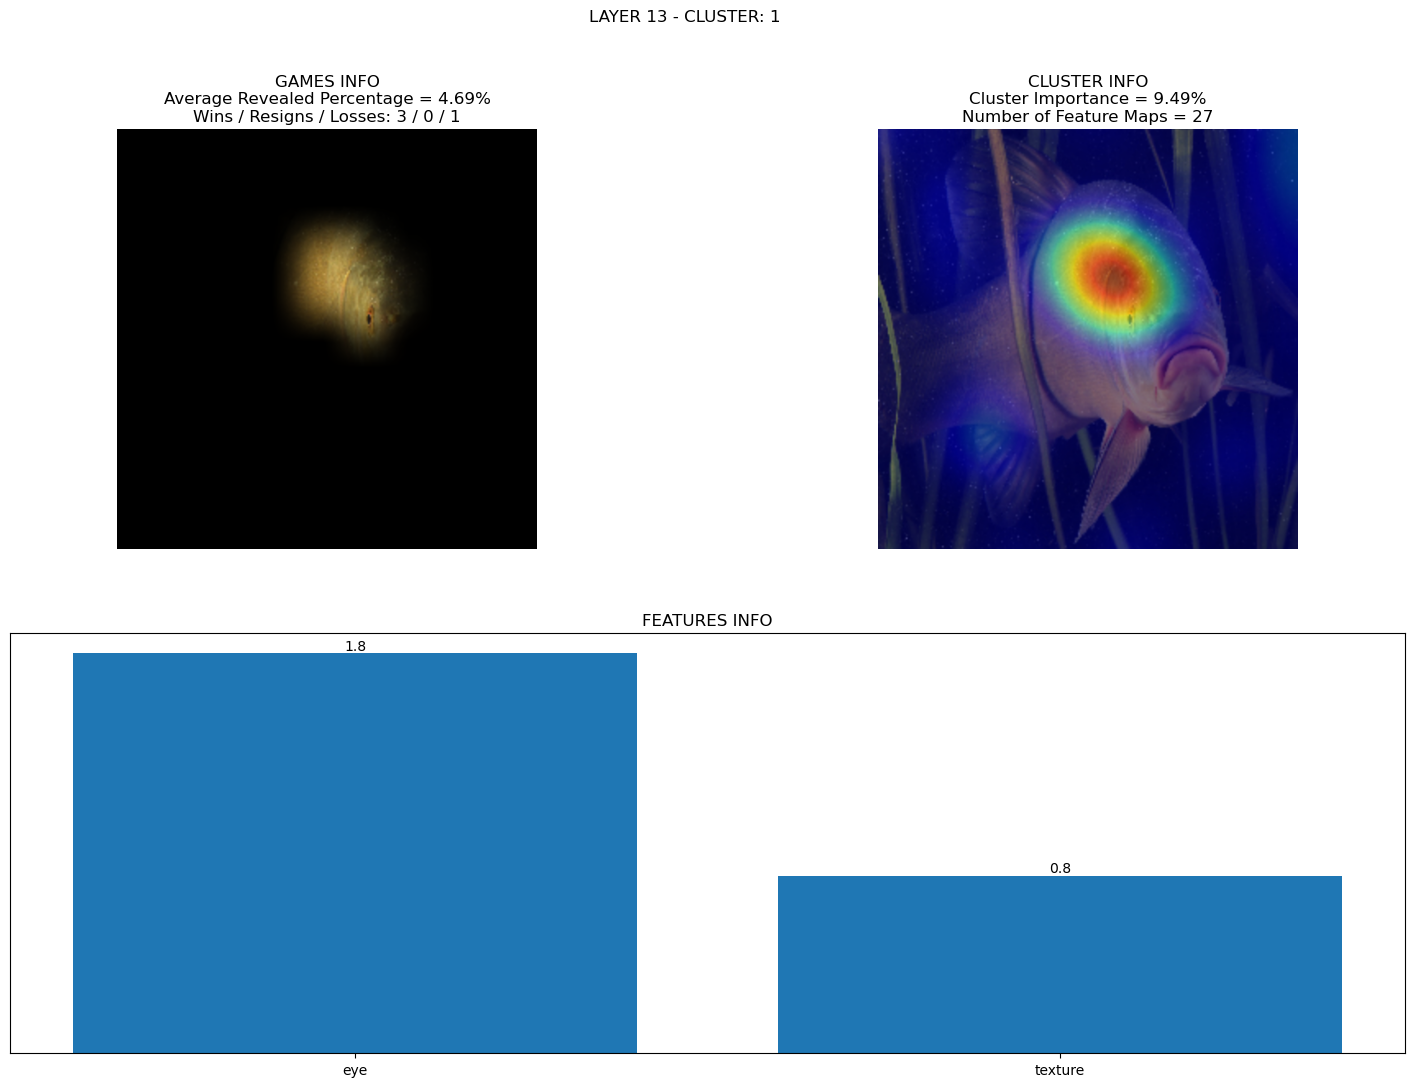 LAYER 13 - CLUSTER: 1
GAMES INFO
Average Revealed Percentage = 4.69%
Wins / Resigns / Losses: 3 / 0 / 1
CLUSTER INFO
Cluster Importance = 9.49%
Number of Feature Maps = 27
FEATURES INFO
1.8
0.8
eye
texture